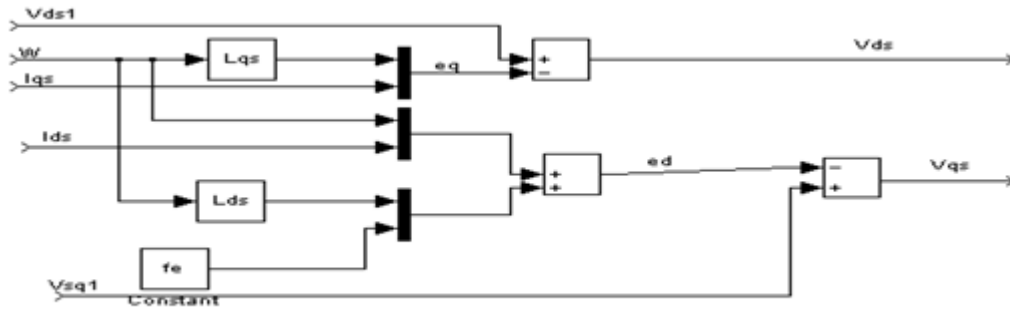 Vds1
W
Lqs
eq
+
−
Vds
Iqs
Ids
+
+
ed
−
+
Vqs
Lds
fe
Constant
Vsq1